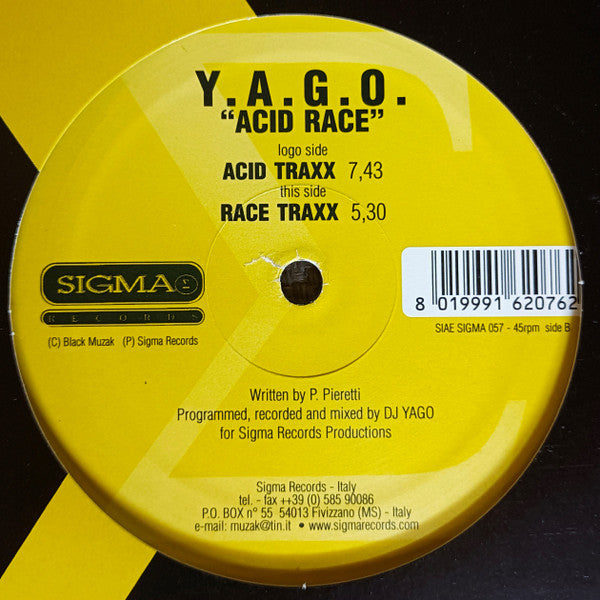 Y.A.G.O.
“ACID RACE”
logo side
ACID TRAXX 7,43
this side
RACE TRAXX 5,30
SIGMA Σ
RECORDS
(C) Black Muzak (P) Sigma Records
8 019991 620762
SIAE SIGMA 057 - 45rpm side B
Written by P. Pieretti
Programmed, recorded and mixed by DJ YAGO
for Sigma Records Productions
Sigma Records - Italy
tel. - fax ++39 (0) 585 90086
P.O. BOX n° 55 54013 Fivizzano (MS) - Italy
e-mail: muzak@tin.it • www.sigmarecords.com